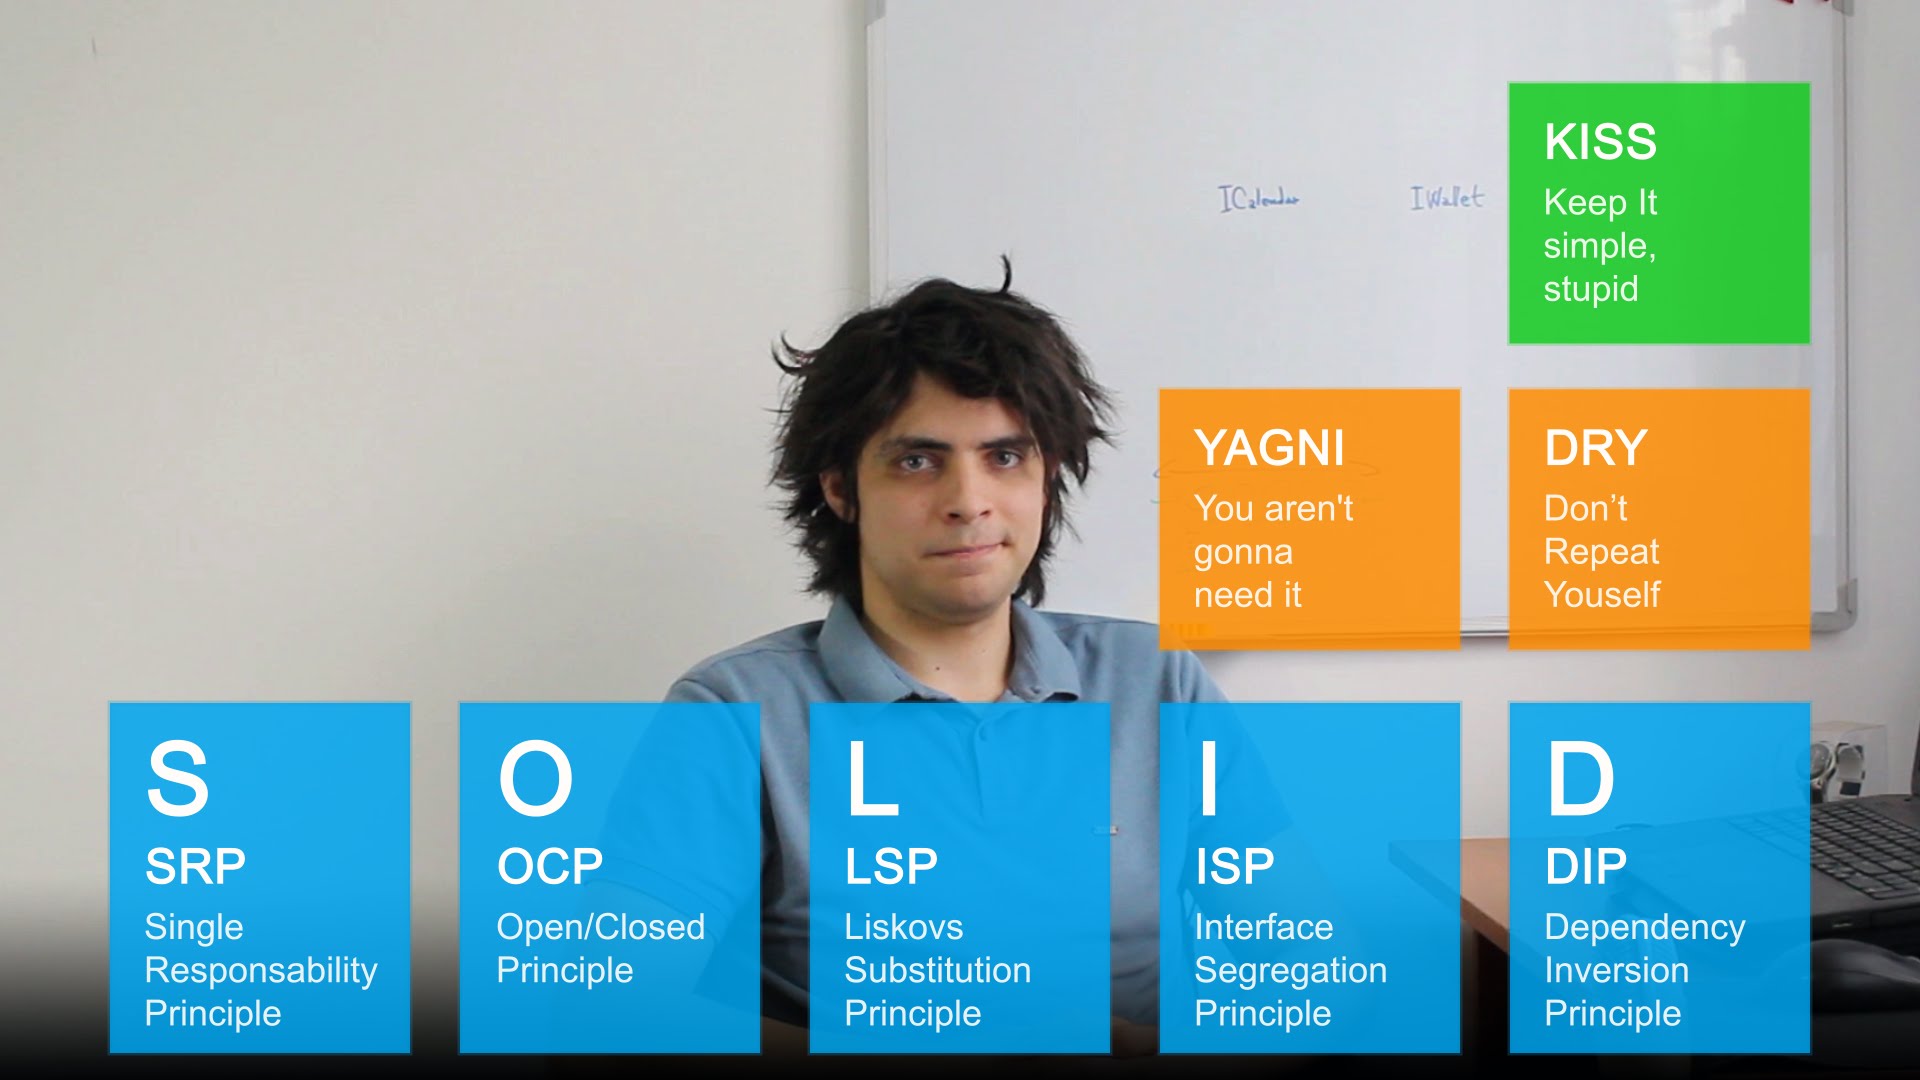 KISS
Keep It
simple,
stupid
ICalendar
IWallet
YAGNI
You aren't
gonna
need it
DRY
Don’t
Repeat
Youself
S
SRP
Single
Responsability
Principle
O
OCP
Open/Closed
Principle
L
LSP
Liskovs
Substitution
Principle
I
ISP
Interface
Segregation
Principle
D
DIP
Dependency
Inversion
Principle